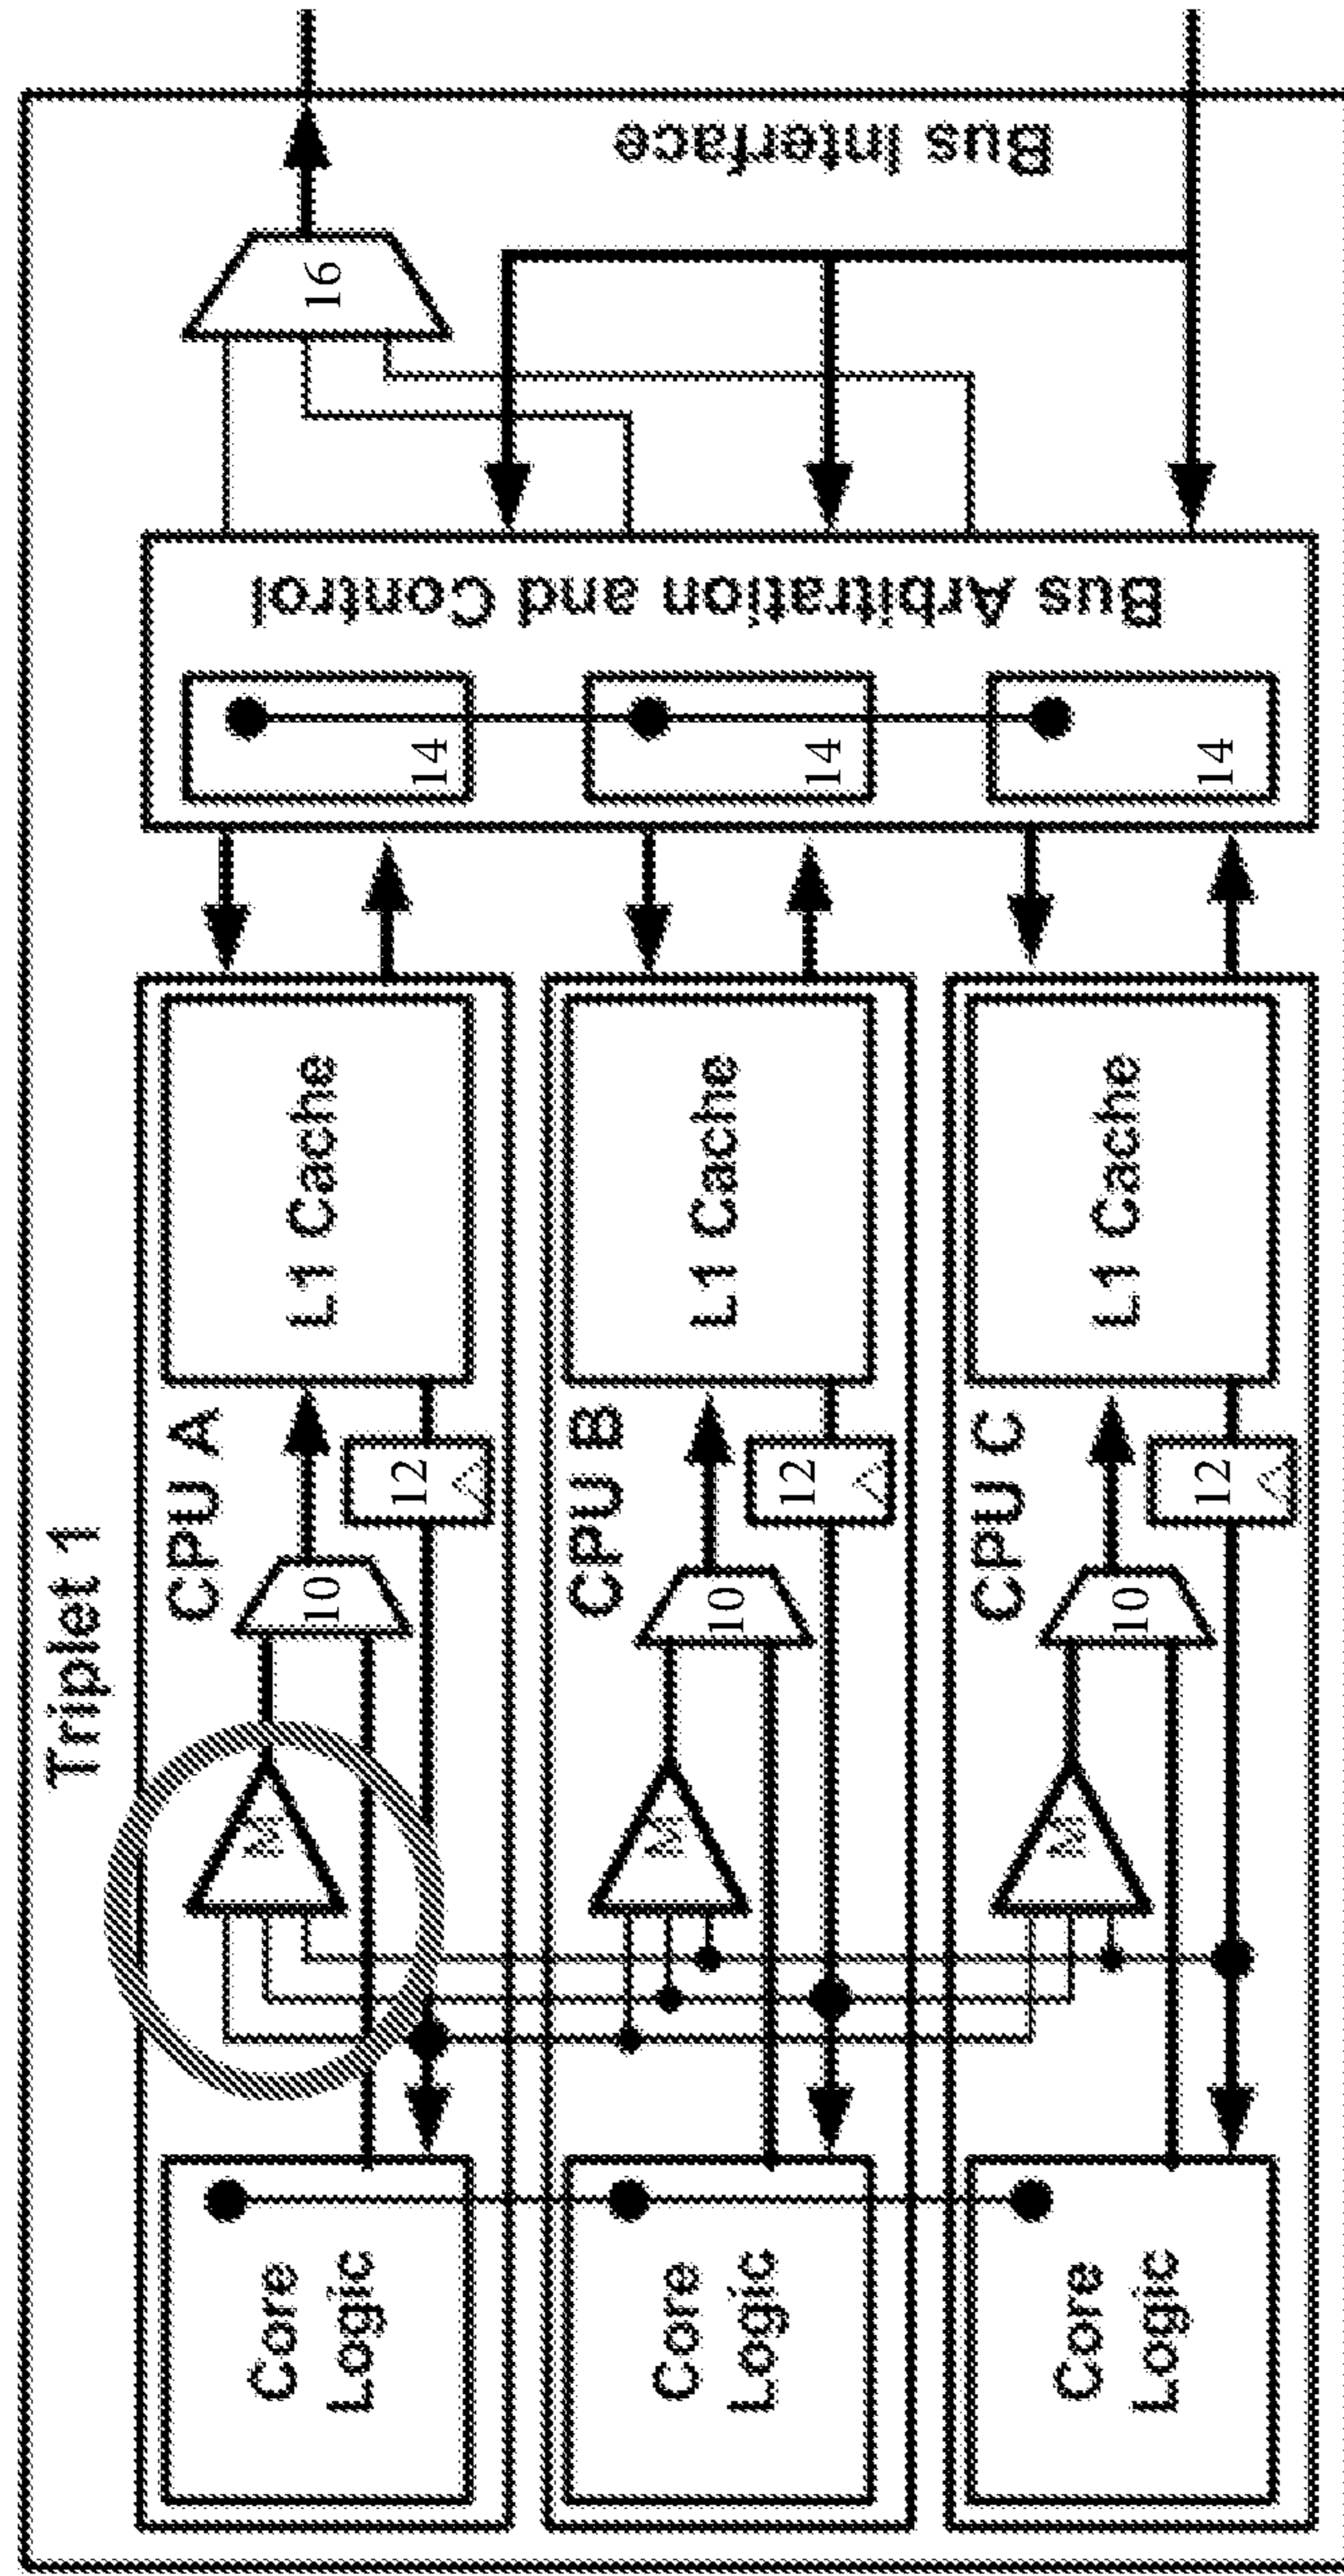 Triplet 1
CPU A
Core
Logic
M
10
12
L1 Cache
CPU B
Core
Logic
M
10
12
L1 Cache
CPU C
Core
Logic
M
10
12
L1 Cache
14
14
14
Bus Arbitration and Control
16
Bus Interface